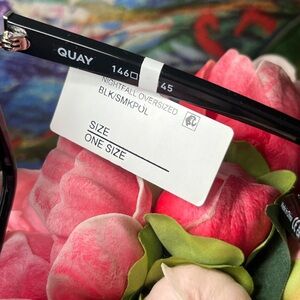 QUAY 146□ 45
NIGHTFALL OVERSIZED
BLK/SMKPOL
SIZE
ONE SIZE